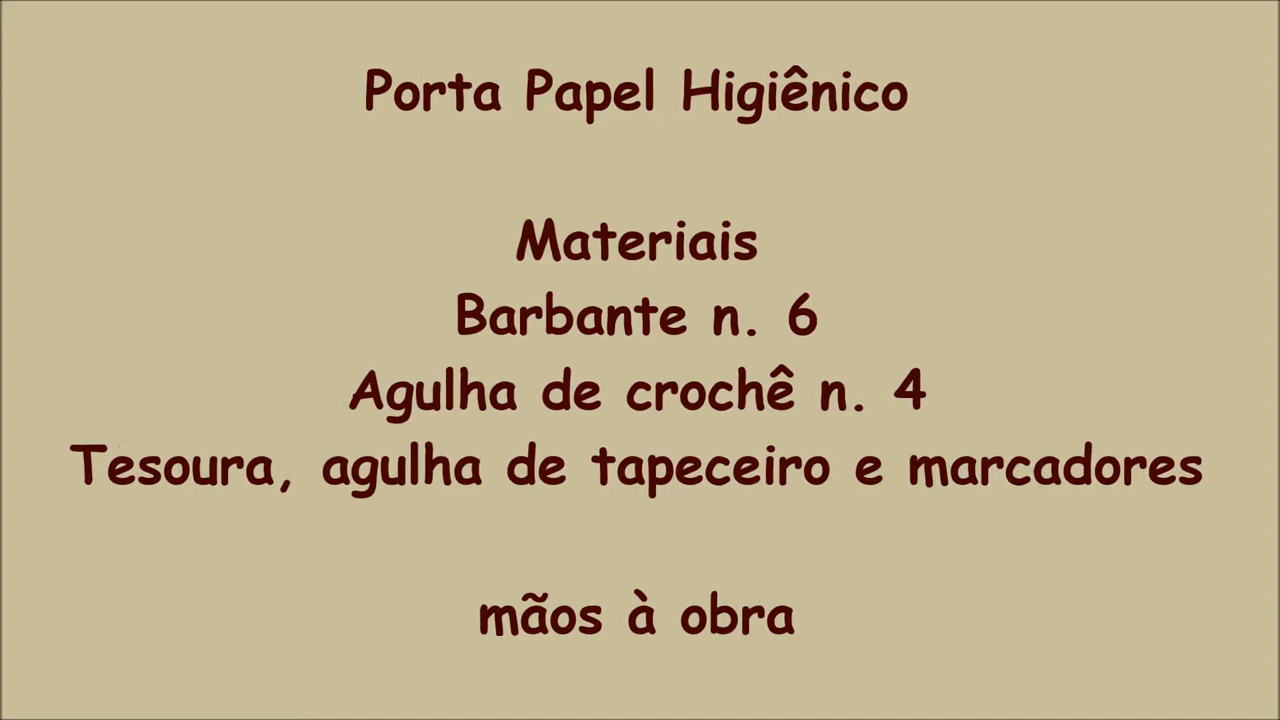 Porta Papel Higiênico
Materiais
Barbante n. 6
Agulha de crochê n. 4
Tesoura, agulha de tapeceiro e marcadores
mãos à obra